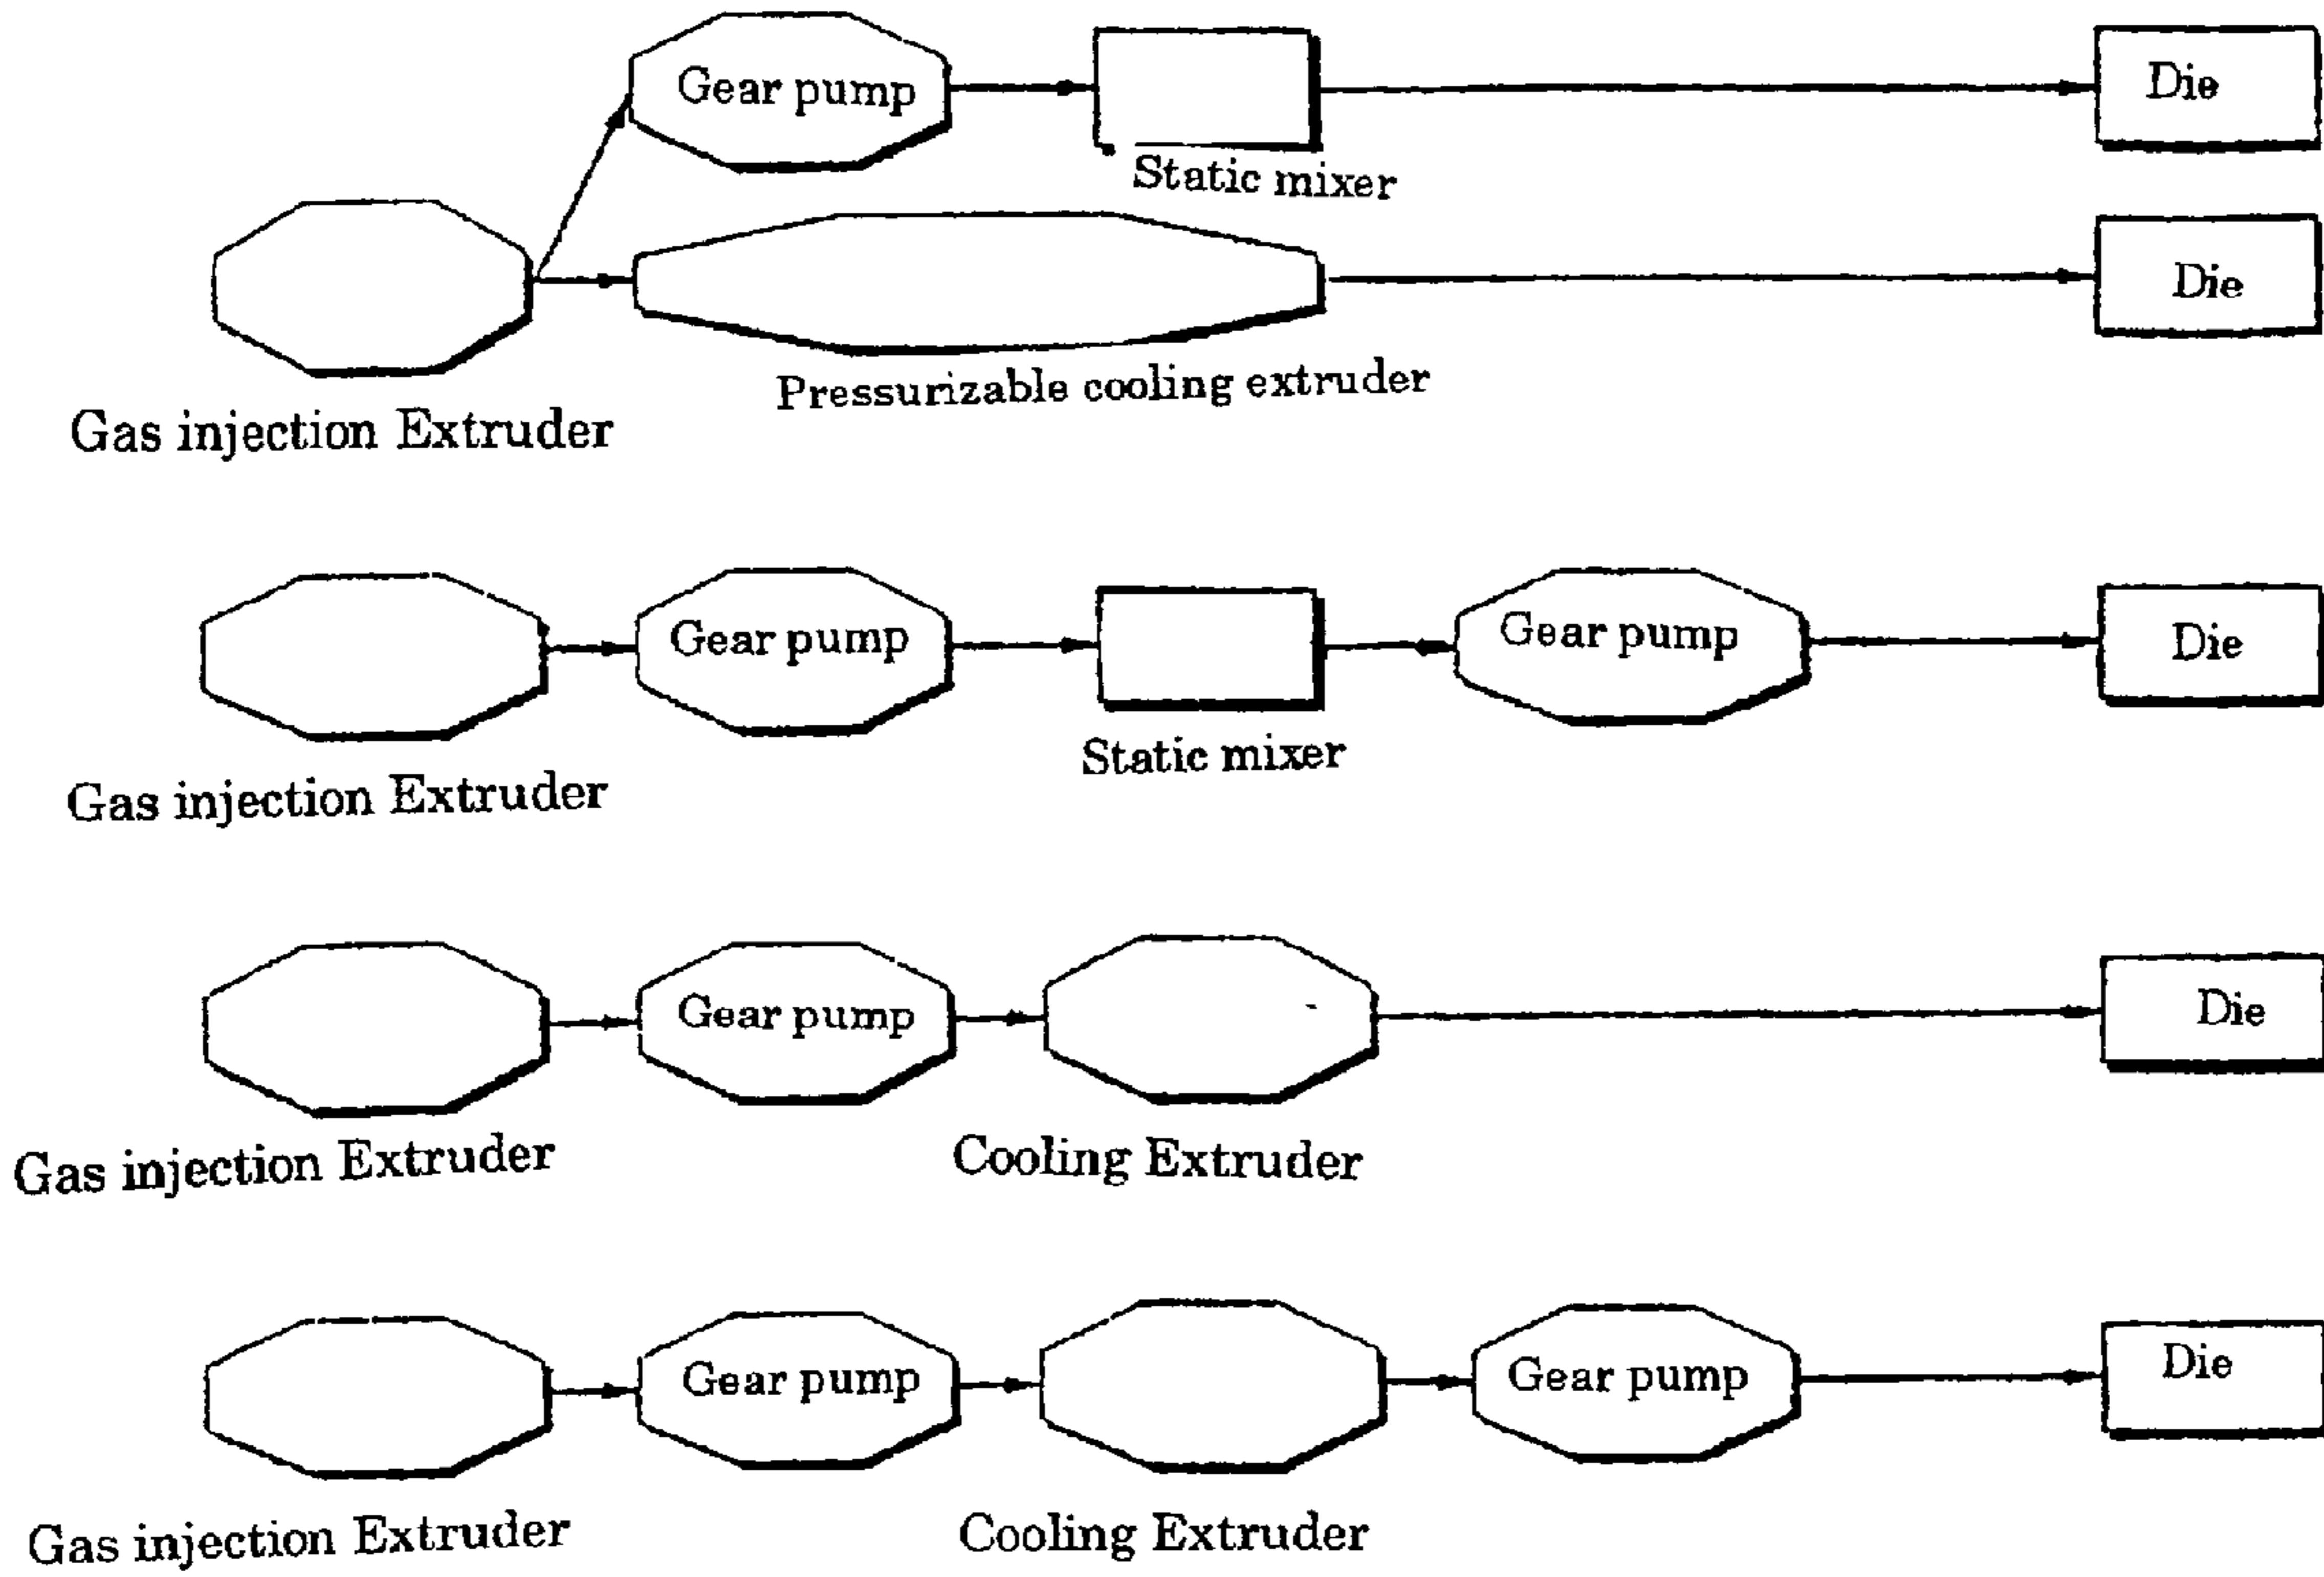 Gear pump
Die
Static mixer
Die
Pressurizable cooling extruder
Gas injection Extruder
Gear pump
Gear pump
Die
Static mixer
Gas injection Extruder
Gear pump
Die
Gas injection Extruder
Cooling Extruder
Gear pump
Gear pump
Die
Gas injection Extruder
Cooling Extruder